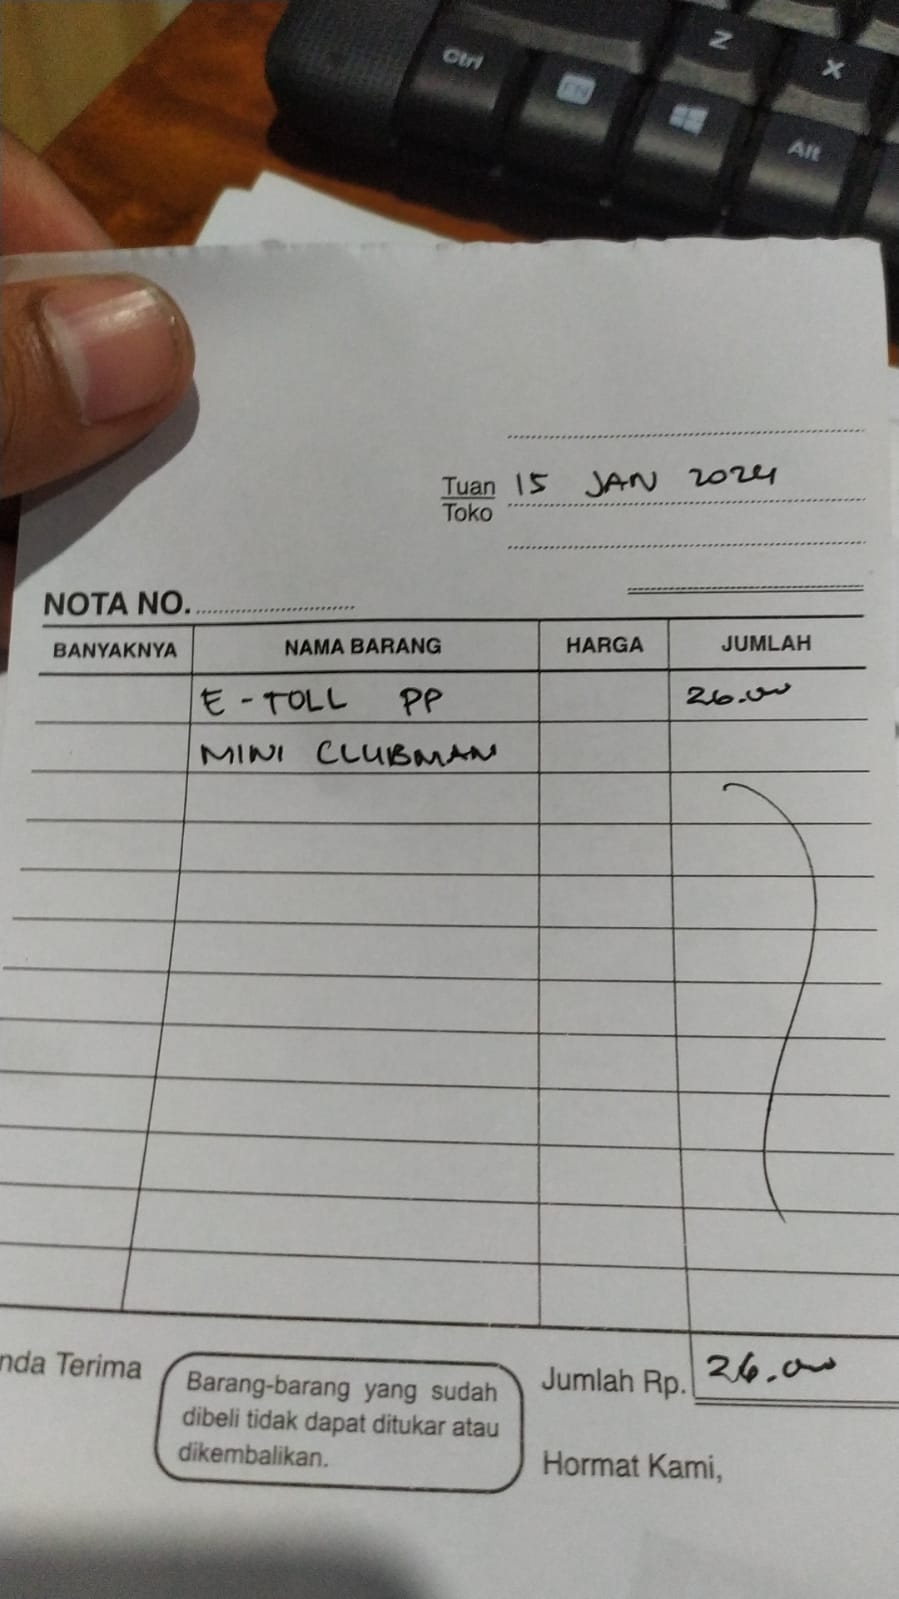 Ctrl
FN
Z
X
Alt
Tuan 15 JAN 2024
Toko
NOTA NO.
BANYAKNYA NAMA BARANG HARGA JUMLAH
E-TOLL PP 26.000
MINI CLUBMAN
nda Terima
Barang-barang yang sudah
dibeli tidak dapat ditukar atau
dikembalikan.
Jumlah Rp. 26.000
Hormat Kami,